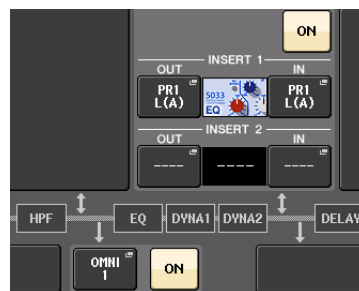 ON
INSERT 1
OUT IN
PR1 L(A) 5033 EQ PR1 L(A)
INSERT 2
OUT IN
---- ---- ----
HPF EQ DYNA1 DYNA2 DELAY
OMNI 1 ON